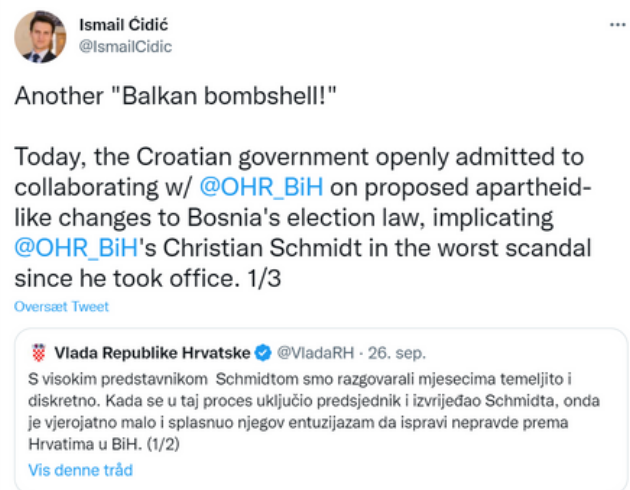 Ismail Ćidić
@IsmailCidic
Another "Balkan bombshell!"
Today, the Croatian government openly admitted to
collaborating w/ @OHR_BiH on proposed apartheid-
like changes to Bosnia's election law, implicating
@OHR_BiH's Christian Schmidt in the worst scandal
since he took office. 1/3
Oversæt Tweet
Vlada Republike Hrvatske @VladaRH · 26. sep.
S visokim predstavnikom Schmidtom smo razgovarali mjesecima temeljito i
diskretno. Kada se u taj proces uključio predsjednik i izvrijeđao Schmidta, onda
je vjerojatno malo i splasnuo njegov entuzijazam da ispravi nepravde prema
Hrvatima u BiH. (1/2)
Vis denne tråd